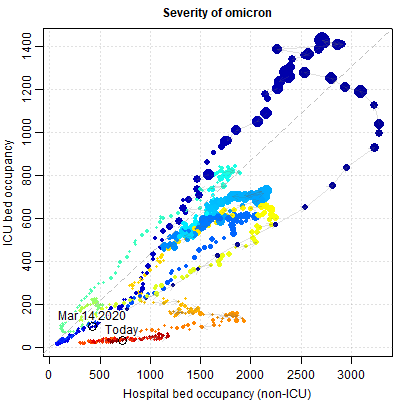 Severity of omicron
ICU bed occupancy
1400
1200
1000
800
600
400
200
0
Mar 14 2020
Today
0 500 1000 1500 2000 2500 3000
Hospital bed occupancy (non-ICU)